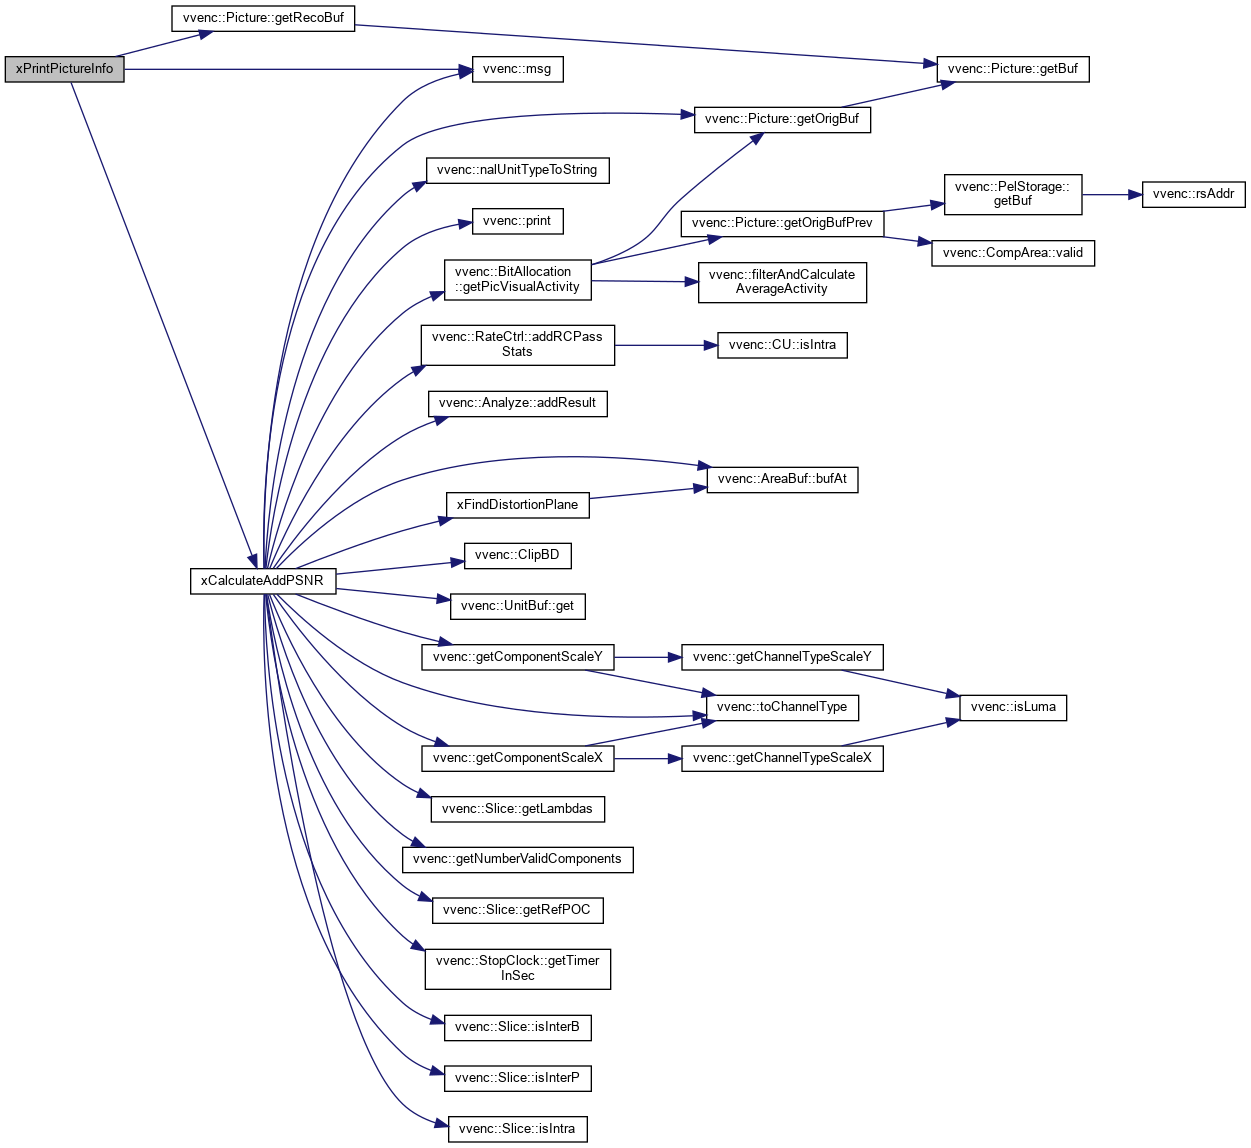 xPrintPictureInfo
vvenc::Picture::getRecoBuf
vvenc::msg
vvenc::Picture::getBuf
vvenc::Picture::getOrigBuf
vvenc::nalUnitTypeToString
vvenc::print
vvenc::Picture::getOrigBufPrev
vvenc::PelStorage::
getBuf
vvenc::rsAddr
vvenc::CompArea::valid
vvenc::BitAllocation
::getPicVisualActivity
vvenc::filterAndCalculate
AverageActivity
vvenc::RateCtrl::addRCPass
Stats
vvenc::CU::isIntra
vvenc::Analyze::addResult
vvenc::AreaBuf::bufAt
xFindDistortionPlane
vvenc::ClipBD
xCalculateAddPSNR
vvenc::UnitBuf::get
vvenc::getComponentScaleY
vvenc::getChannelTypeScaleY
vvenc::toChannelType
vvenc::isLuma
vvenc::getComponentScaleX
vvenc::getChannelTypeScaleX
vvenc::Slice::getLambdas
vvenc::getNumberValidComponents
vvenc::Slice::getRefPOC
vvenc::StopClock::getTimer
InSec
vvenc::Slice::isInterB
vvenc::Slice::isInterP
vvenc::Slice::isIntra